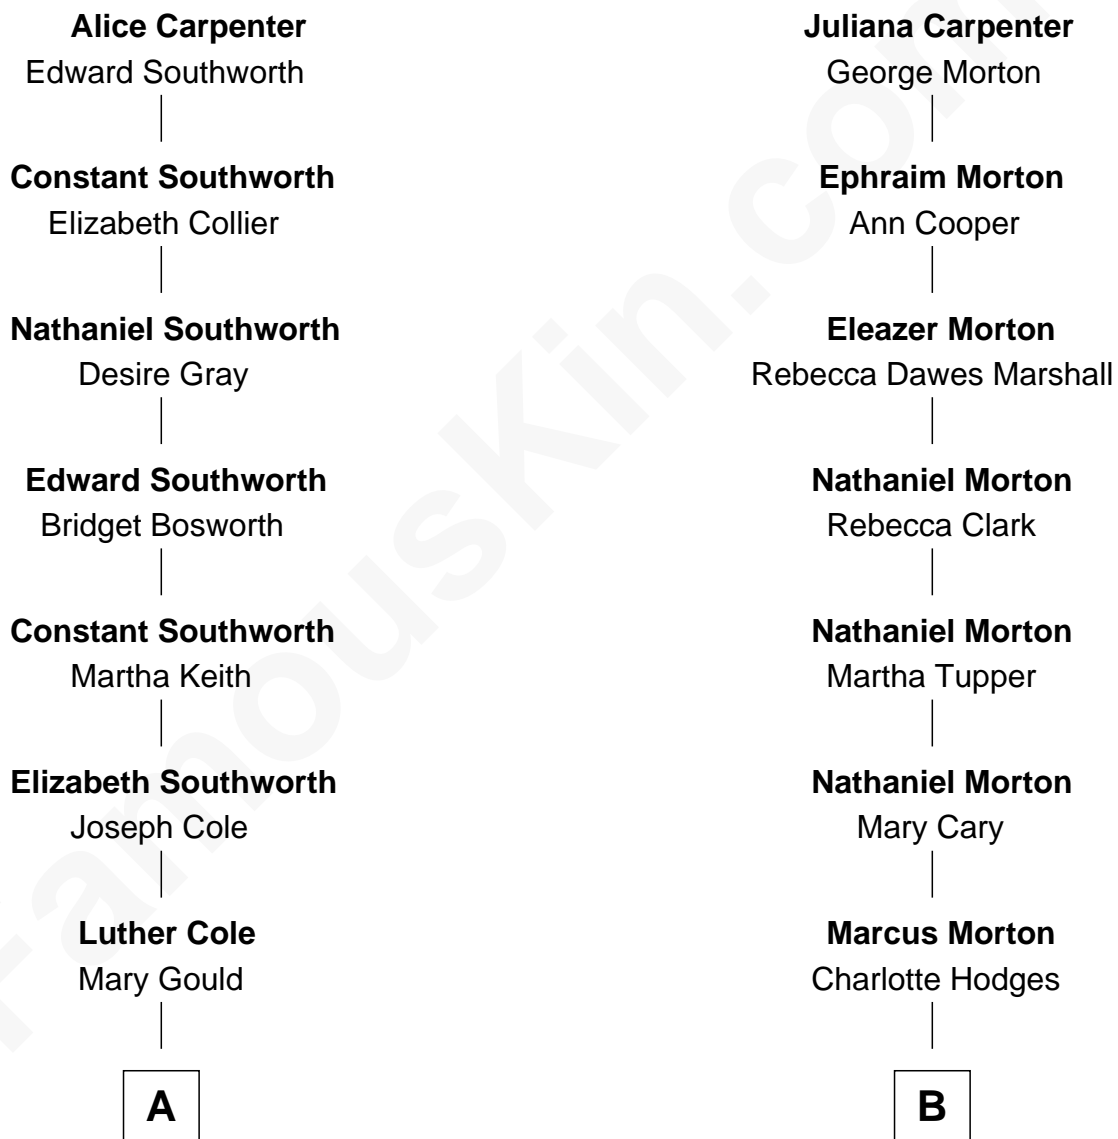 Alice Carpenter
Edward Southworth
Constant Southworth
Elizabeth Collier
Nathaniel Southworth
Desire Gray
Edward Southworth
Bridget Bosworth
Constant Southworth
Martha Keith
Elizabeth Southworth
Joseph Cole
Luther Cole
Mary Gould
A
Juliana Carpenter
George Morton
Ephraim Morton
Ann Cooper
Eleazer Morton
Rebecca Dawes Marshall
Nathaniel Morton
Rebecca Clark
Nathaniel Morton
Martha Tupper
Nathaniel Morton
Mary Cary
Marcus Morton
Charlotte Hodges
B
FamousKin.com